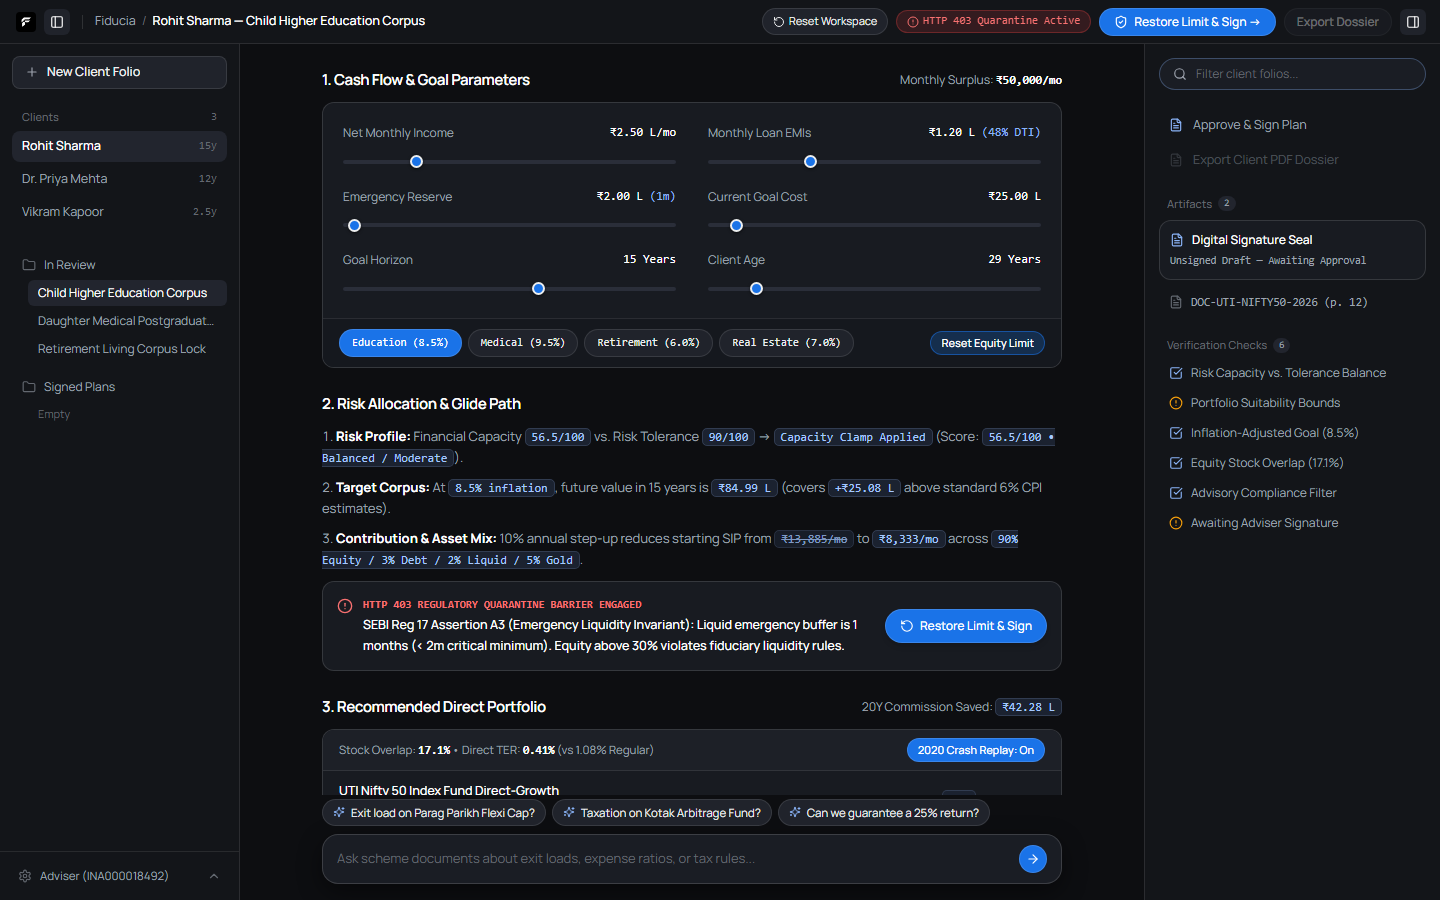 Fiducia / Rohit Sharma — Child Higher Education Corpus
Reset Workspace
HTTP 403 Quarantine Active
Restore Limit & Sign →
Export Dossier
New Client Folio
Clients 3
Rohit Sharma 15y
Dr. Priya Mehta 12y
Vikram Kapoor 2.5y
In Review
Child Higher Education Corpus
Daughter Medical Postgraduat...
Retirement Living Corpus Lock
Signed Plans
Empty
Adviser (INA000018492)
1. Cash Flow & Goal Parameters
Monthly Surplus: ₹50,000/mo
Net Monthly Income ₹2.50 L/mo
Monthly Loan EMIs ₹1.20 L (48% DTI)
Emergency Reserve ₹2.00 L (1m)
Current Goal Cost ₹25.00 L
Goal Horizon 15 Years
Client Age 29 Years
Education (8.5%)
Medical (9.5%)
Retirement (6.0%)
Real Estate (7.0%)
Reset Equity Limit
2. Risk Allocation & Glide Path
1. Risk Profile: Financial Capacity 56.5/100 vs. Risk Tolerance 90/100 → Capacity Clamp Applied (Score: 56.5/100 •
Balanced / Moderate ).
2. Target Corpus: At 8.5% inflation , future value in 15 years is ₹84.99 L (covers +₹25.08 L above standard 6% CPI
estimates).
3. Contribution & Asset Mix: 10% annual step-up reduces starting SIP from ₹13,885/mo to ₹8,333/mo across 90%
Equity / 3% Debt / 2% Liquid / 5% Gold .
HTTP 403 REGULATORY QUARANTINE BARRIER ENGAGED
SEBI Reg 17 Assertion A3 (Emergency Liquidity Invariant): Liquid emergency buffer is 1
months (< 2m critical minimum). Equity above 30% violates fiduciary liquidity rules.
Restore Limit & Sign
3. Recommended Direct Portfolio
20Y Commission Saved: ₹42.28 L
Stock Overlap: 17.1% • Direct TER: 0.41% (vs 1.08% Regular)
2020 Crash Replay: On
UTI Nifty 50 Index Fund Direct-Growth
Exit load on Parag Parikh Flexi Cap?
Taxation on Kotak Arbitrage Fund?
Can we guarantee a 25% return?
Ask scheme documents about exit loads, expense ratios, or tax rules...
Filter client folios...
Approve & Sign Plan
Export Client PDF Dossier
Artifacts 2
Digital Signature Seal
Unsigned Draft — Awaiting Approval
DOC-UTI-NIFTY50-2026 (p. 12)
Verification Checks 6
Risk Capacity vs. Tolerance Balance
Portfolio Suitability Bounds
Inflation-Adjusted Goal (8.5%)
Equity Stock Overlap (17.1%)
Advisory Compliance Filter
Awaiting Adviser Signature